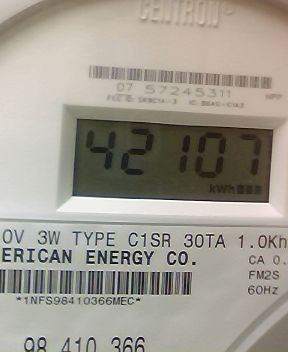 CENTRON®
07 57245311
42107
kWh
0V 3W TYPE C1SR 30TA 1.0Kh
ERICAN ENERGY CO.
CA 0.
FM2S
*1NFS98410366MEC*
60Hz
98 410 366